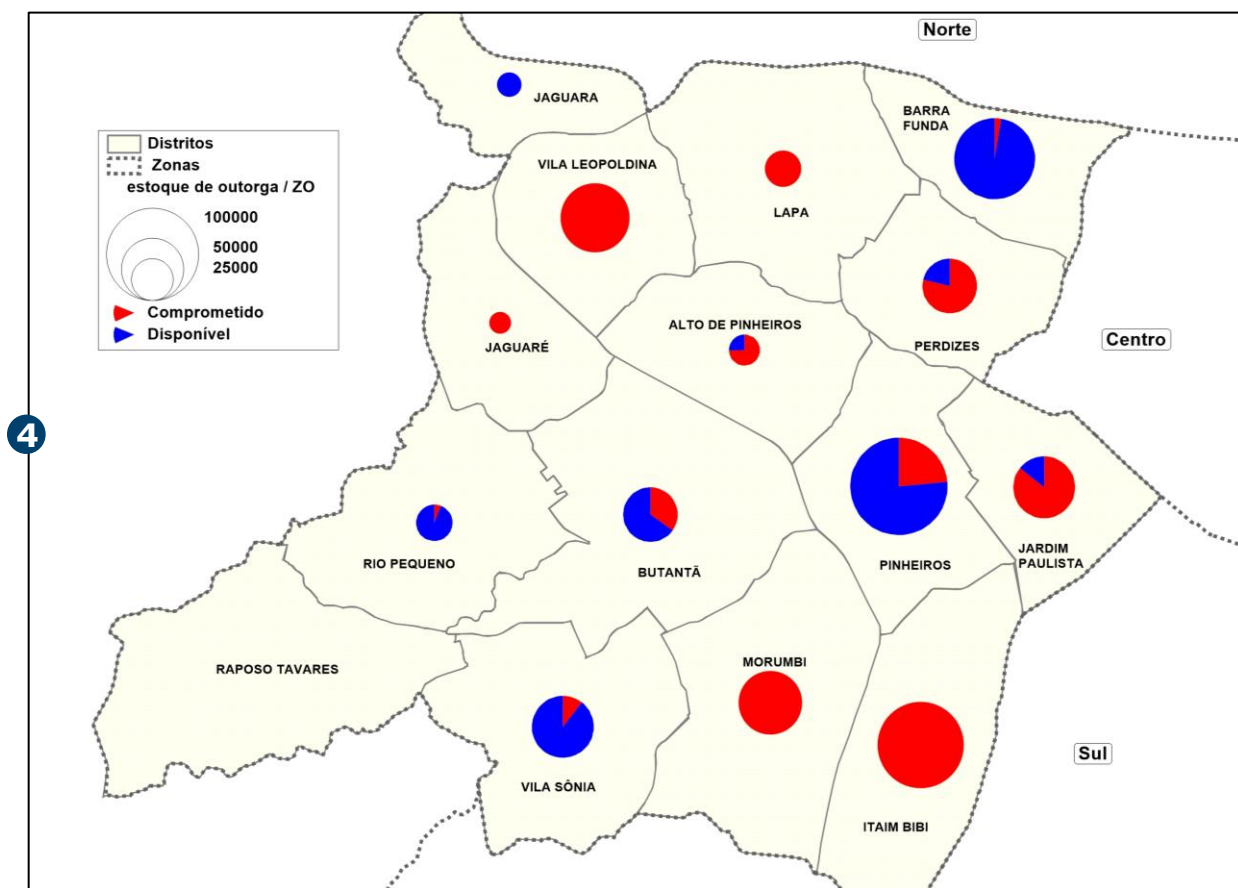 Norte
JAGUARA
BARRA
FUNDA
Distritos
Zonas
estoque de outorga / ZO
100000
50000
25000
Comprometido
Disponível
VILA LEOPOLDINA
LAPA
ALTO DE PINHEIROS
JAGUARÉ
PERDIZES
Centro
4
RIO PEQUENO
BUTANTÃ
PINHEIROS
JARDIM
PAULISTA
RAPOSO TAVARES
MORUMBI
VILA SÔNIA
ITAIM BIBI
Sul